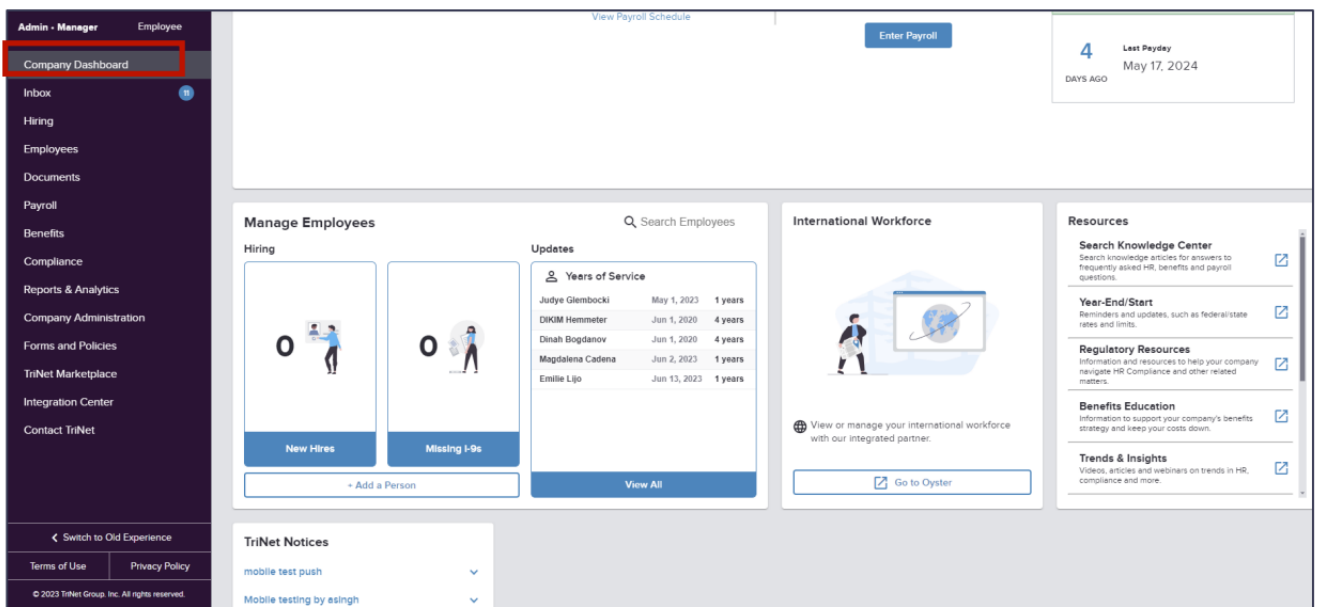 Admin - Manager
Employee
Company Dashboard
Inbox
11
Hiring
Employees
Documents
Payroll
Benefits
Compliance
Reports & Analytics
Company Administration
Forms and Policies
TriNet Marketplace
Integration Center
Contact TriNet
Switch to Old Experience
Terms of Use
Privacy Policy
© 2023 TriNet Group, Inc. All rights reserved.
View Payroll Schedule
Enter Payroll
4
DAYS AGO
Last Payday
May 17, 2024
Manage Employees
Search Employees
Hiring
0
New Hires
0
Missing I-9s
+ Add a Person
Updates
Years of Service
Judye Glembocki May 1, 2023 1 years
DIKIM Hemmeter Jun 1, 2020 4 years
Dinah Bogdanov Jun 1, 2020 4 years
Magdalena Cadena Jun 2, 2023 1 years
Emilie Lijo Jun 13, 2023 1 years
View All
International Workforce
View or manage your international workforce
with our integrated partner.
Go to Oyster
Resources
Search Knowledge Center
Search knowledge articles for answers to
frequently asked HR, benefits and payroll
questions.
Year-End/Start
Reminders and updates, such as federal/state
rates and limits.
Regulatory Resources
Information and resources to help your company
navigate HR Compliance and other related
matters.
Benefits Education
Information to support your company's benefits
strategy and keep your costs down.
Trends & Insights
Videos, articles and webinars on trends in HR,
compliance and more.
TriNet Notices
mobile test push
Mobile testing by asingh